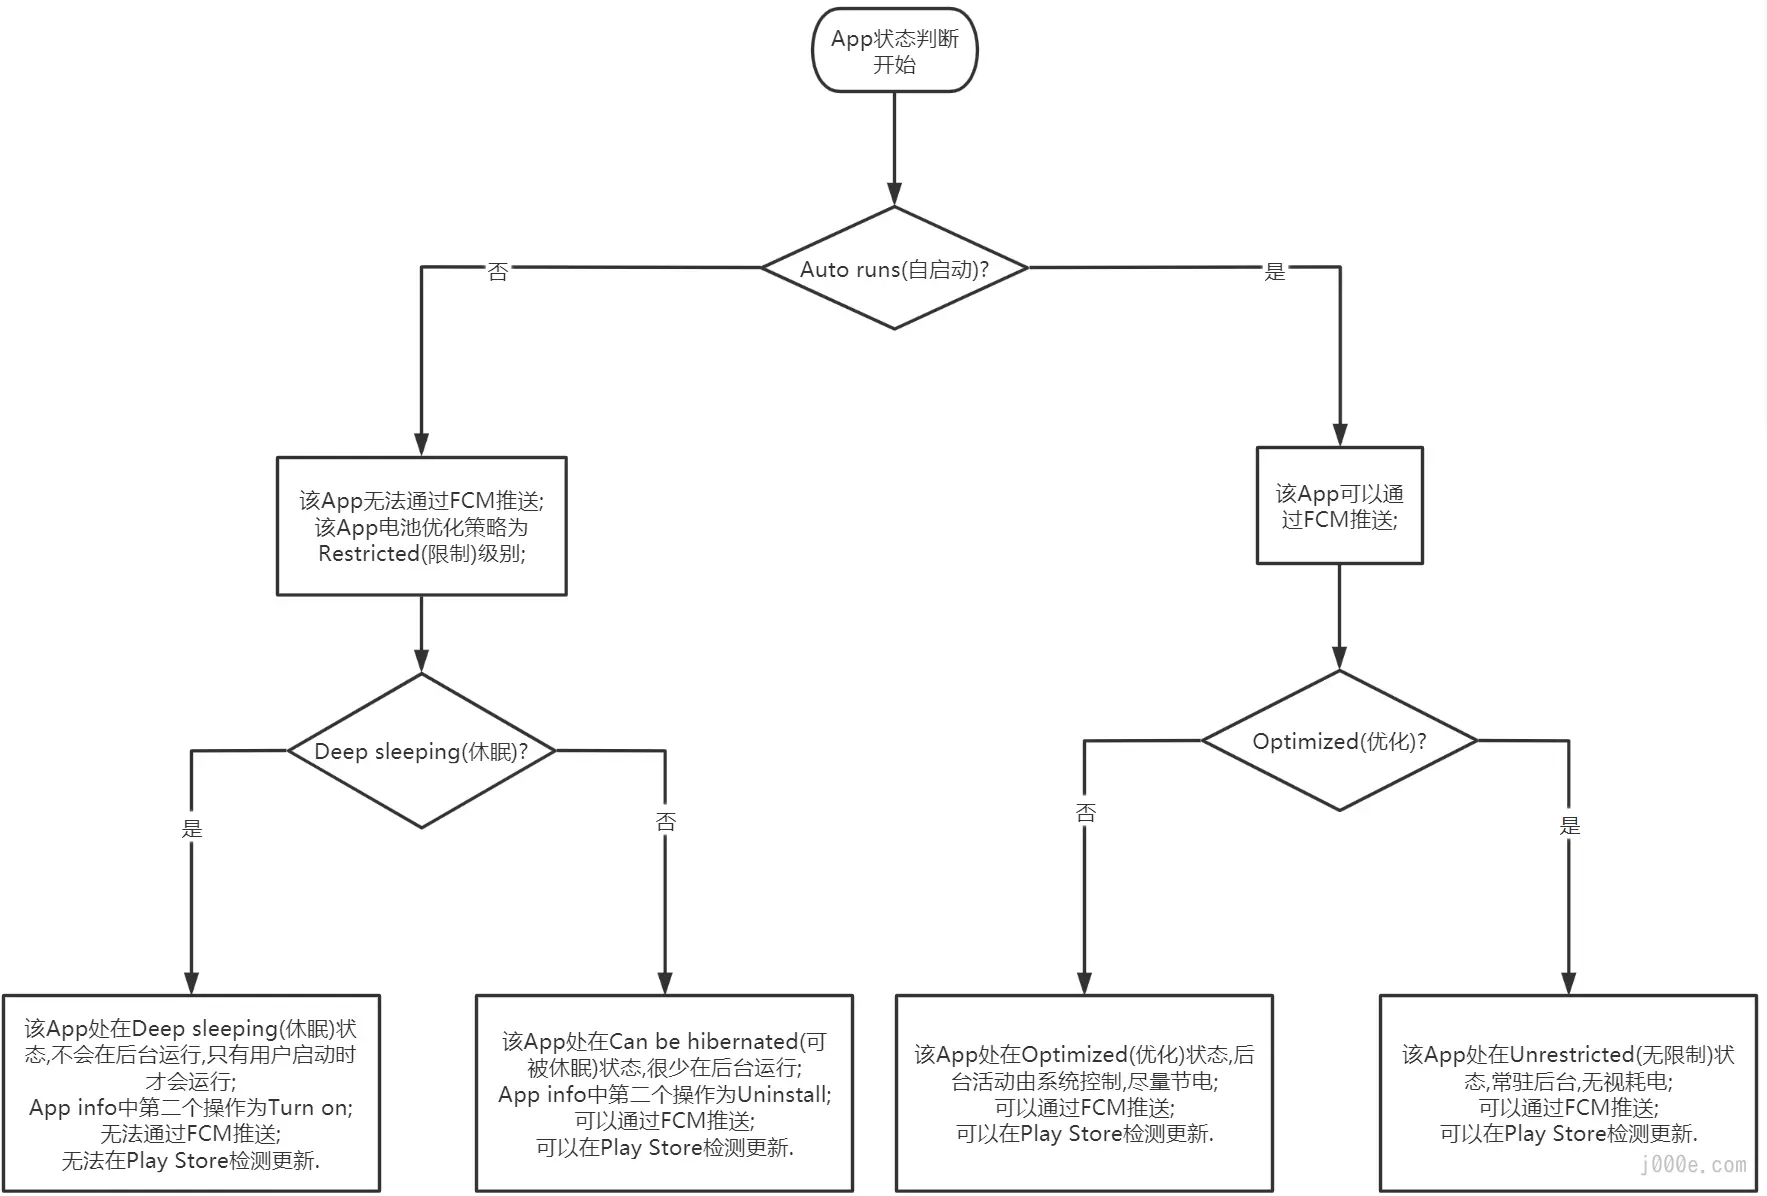 App状态判断
开始
Auto runs(自启动)?
否
是
该App无法通过FCM推送;
该App电池优化策略为
Restricted(限制)级别;
该App可以通
过FCM推送;
Deep sleeping(休眠)?
Optimized(优化)?
是
否
否
是
该App处在Deep sleeping(休眠)状
态,不会在后台运行,只有用户启动时
才会运行;
App info中第二个操作为Turn on;
无法通过FCM推送;
无法在Play Store检测更新.
该App处在Can be hibernated(可
被休眠)状态,很少在后台运行;
App info中第二个操作为Uninstall;
可以通过FCM推送;
可以在Play Store检测更新.
该App处在Optimized(优化)状态,后
台活动由系统控制,尽量节电;
可以通过FCM推送;
可以在Play Store检测更新.
该App处在Unrestricted(无限制)状
态,常驻后台,无视耗电;
可以通过FCM推送;
可以在Play Store检测更新.
j000e.com